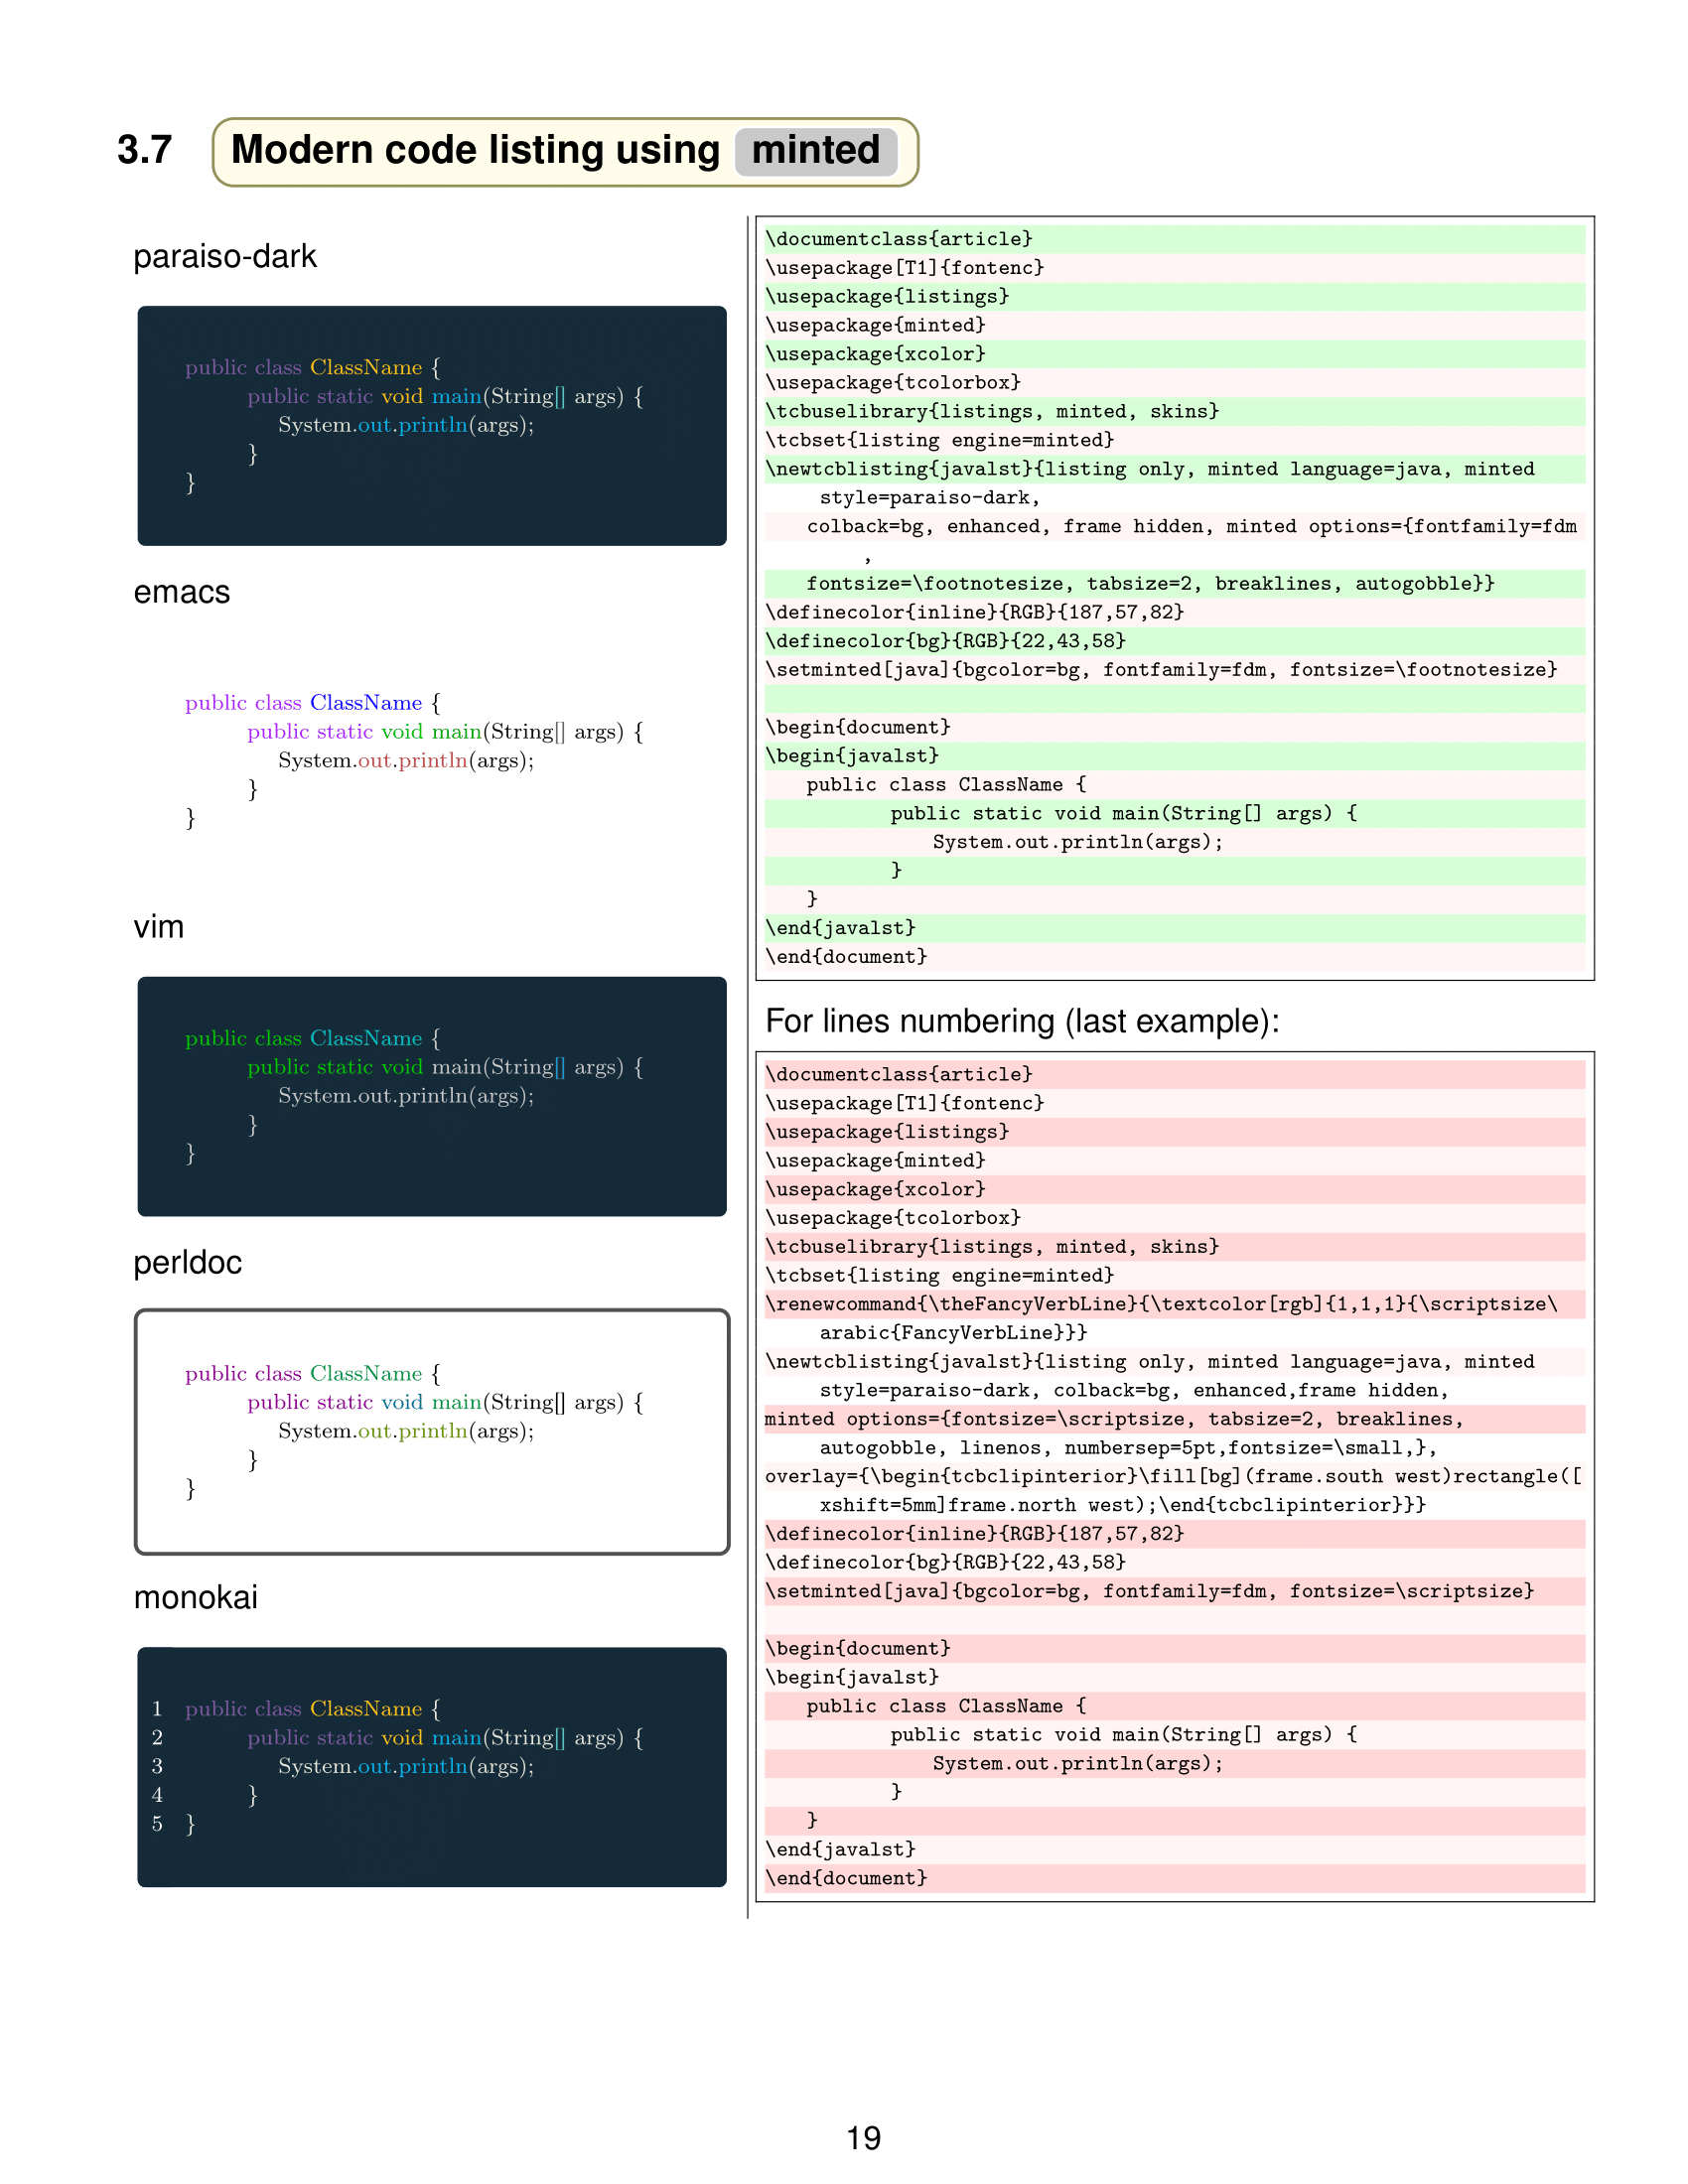 3.7 Modern code listing using minted
paraiso-dark
public class ClassName {
public static void main(String[] args) {
System.out.println(args);
}
}
emacs
public class ClassName {
public static void main(String[] args) {
System.out.println(args);
}
}
vim
public class ClassName {
public static void main(String[] args) {
System.out.println(args);
}
}
perldoc
public class ClassName {
public static void main(String[] args) {
System.out.println(args);
}
}
monokai
1 public class ClassName {
2 public static void main(String[] args) {
3 System.out.println(args);
4 }
5 }
\documentclass{article}
\usepackage[T1]{fontenc}
\usepackage{listings}
\usepackage{minted}
\usepackage{xcolor}
\usepackage{tcolorbox}
\tcbuselibrary{listings, minted, skins}
\tcbset{listing engine=minted}
\newtcblisting{javalst}{listing only, minted language=java, minted
style=paraiso-dark,
colback=bg, enhanced, frame hidden, minted options={fontfamily=fdm
,
fontsize=\footnotesize, tabsize=2, breaklines, autogobble}}
\definecolor{inline}{RGB}{187,57,82}
\definecolor{bg}{RGB}{22,43,58}
\setminted[java]{bgcolor=bg, fontfamily=fdm, fontsize=\footnotesize}
\begin{document}
\begin{javalst}
public class ClassName {
public static void main(String[] args) {
System.out.println(args);
}
}
\end{javalst}
\end{document}
For lines numbering (last example):
\documentclass{article}
\usepackage[T1]{fontenc}
\usepackage{listings}
\usepackage{minted}
\usepackage{xcolor}
\usepackage{tcolorbox}
\tcbuselibrary{listings, minted, skins}
\tcbset{listing engine=minted}
\renewcommand{\theFancyVerbLine}{\textcolor[rgb]{1,1,1}{\scriptsize\
arabic{FancyVerbLine}}}
\newtcblisting{javalst}{listing only, minted language=java, minted
style=paraiso-dark, colback=bg, enhanced,frame hidden,
minted options={fontsize=\scriptsize, tabsize=2, breaklines,
autogobble, linenos, numbersep=5pt,fontsize=\small,},
overlay={\begin{tcbclipinterior}\fill[bg](frame.south west)rectangle([
xshift=5mm]frame.north west);\end{tcbclipinterior}}}
\definecolor{inline}{RGB}{187,57,82}
\definecolor{bg}{RGB}{22,43,58}
\setminted[java]{bgcolor=bg, fontfamily=fdm, fontsize=\scriptsize}
\begin{document}
\begin{javalst}
public class ClassName {
public static void main(String[] args) {
System.out.println(args);
}
}
\end{javalst}
\end{document}
19